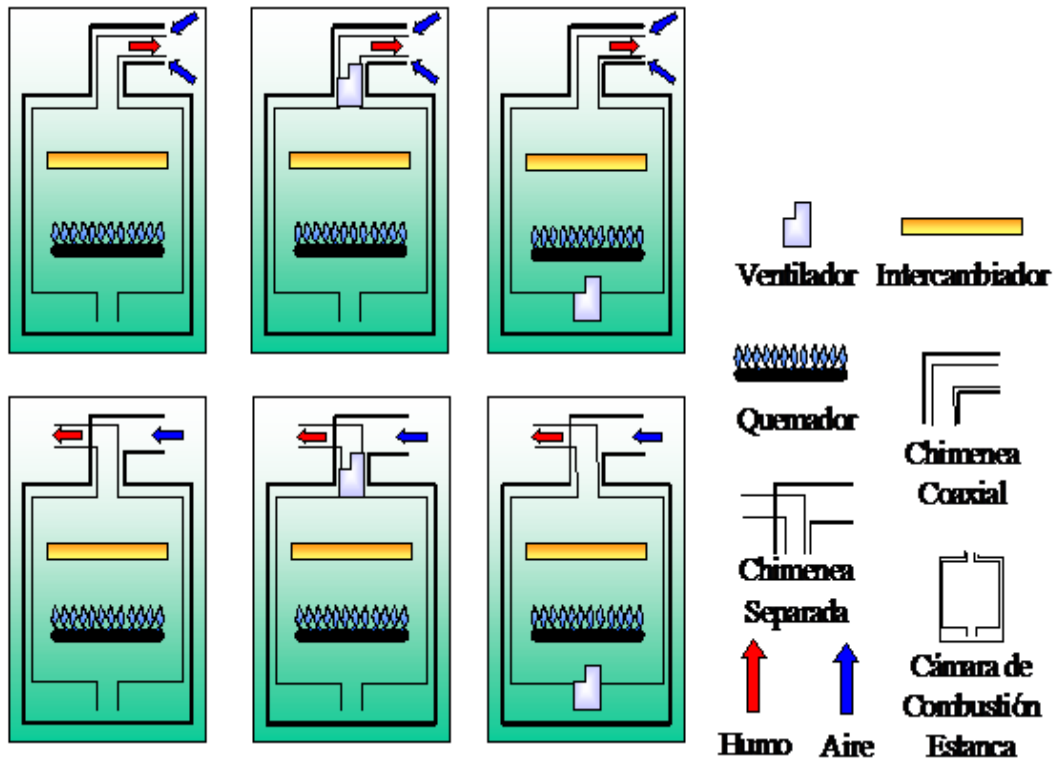 Ventilador
Intercambiador
Quemador
Chimenea
Coaxial
Chimenea
Separada
Cámara de
Combustión
Estanca
Humo
Aire